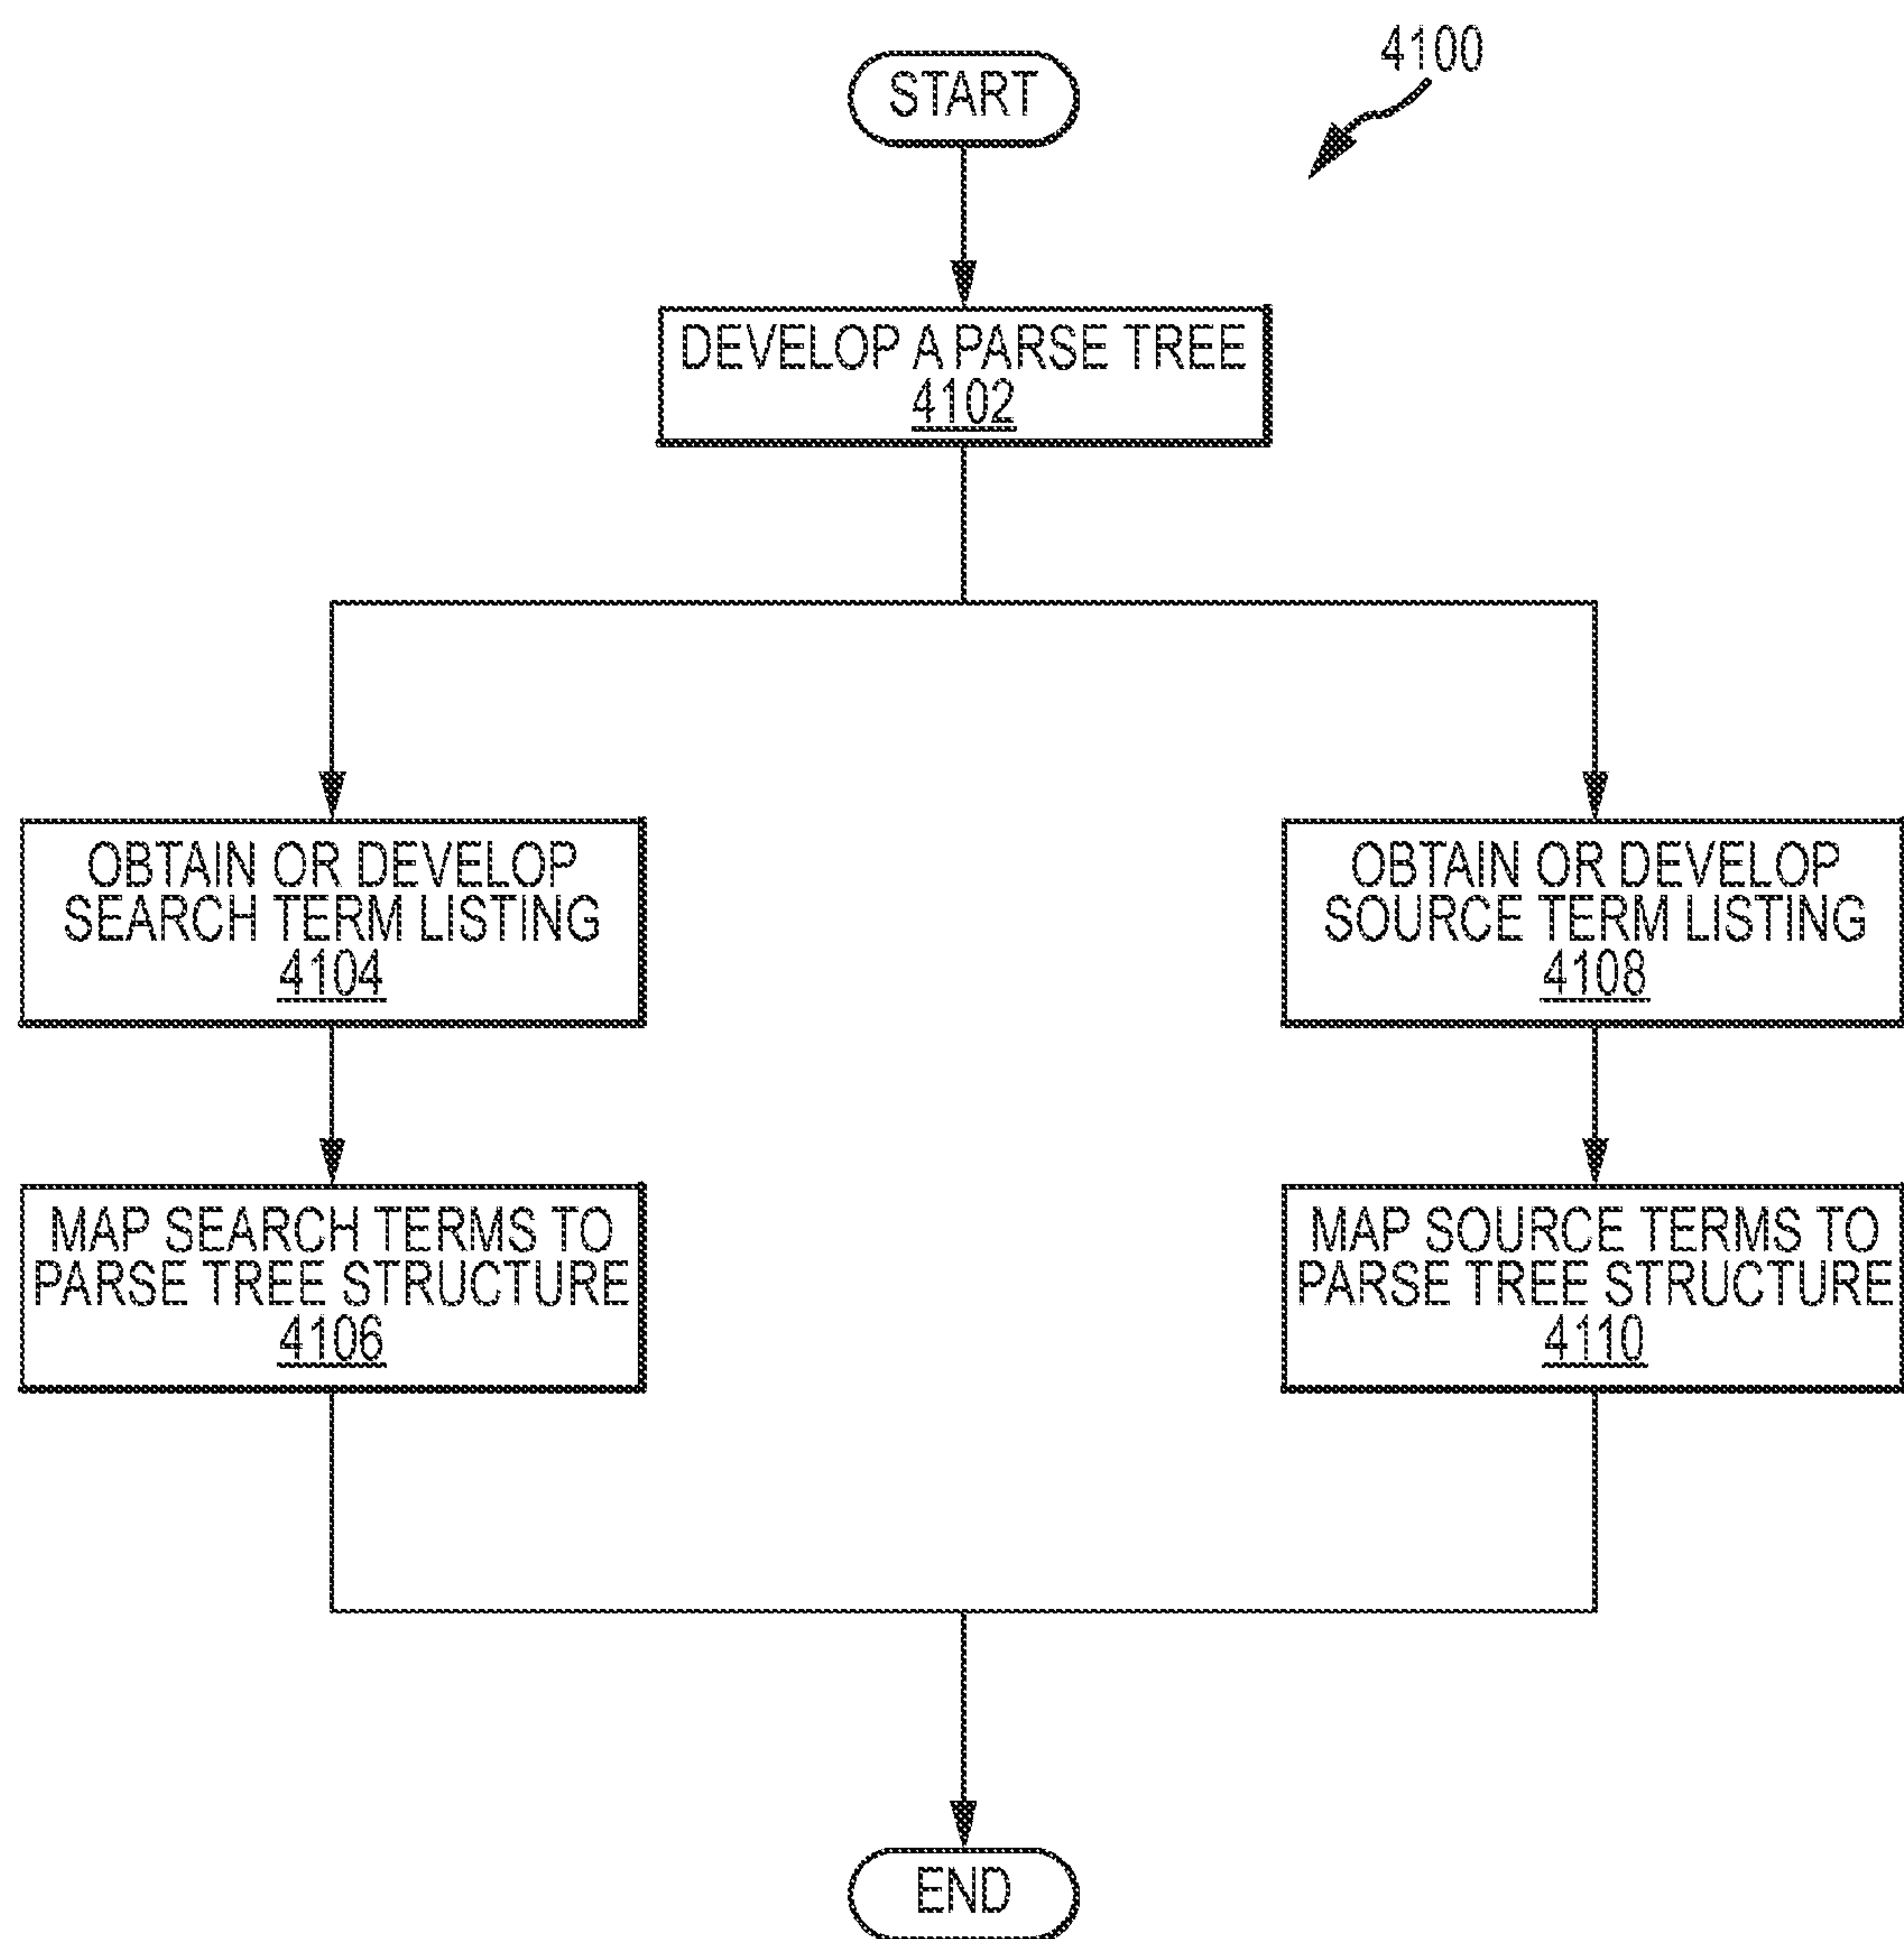 4100
START
DEVELOP A PARSE TREE
4102
OBTAIN OR DEVELOP
SEARCH TERM LISTING
4104
OBTAIN OR DEVELOP
SOURCE TERM LISTING
4108
MAP SEARCH TERMS TO
PARSE TREE STRUCTURE
4106
MAP SOURCE TERMS TO
PARSE TREE STRUCTURE
4110
END